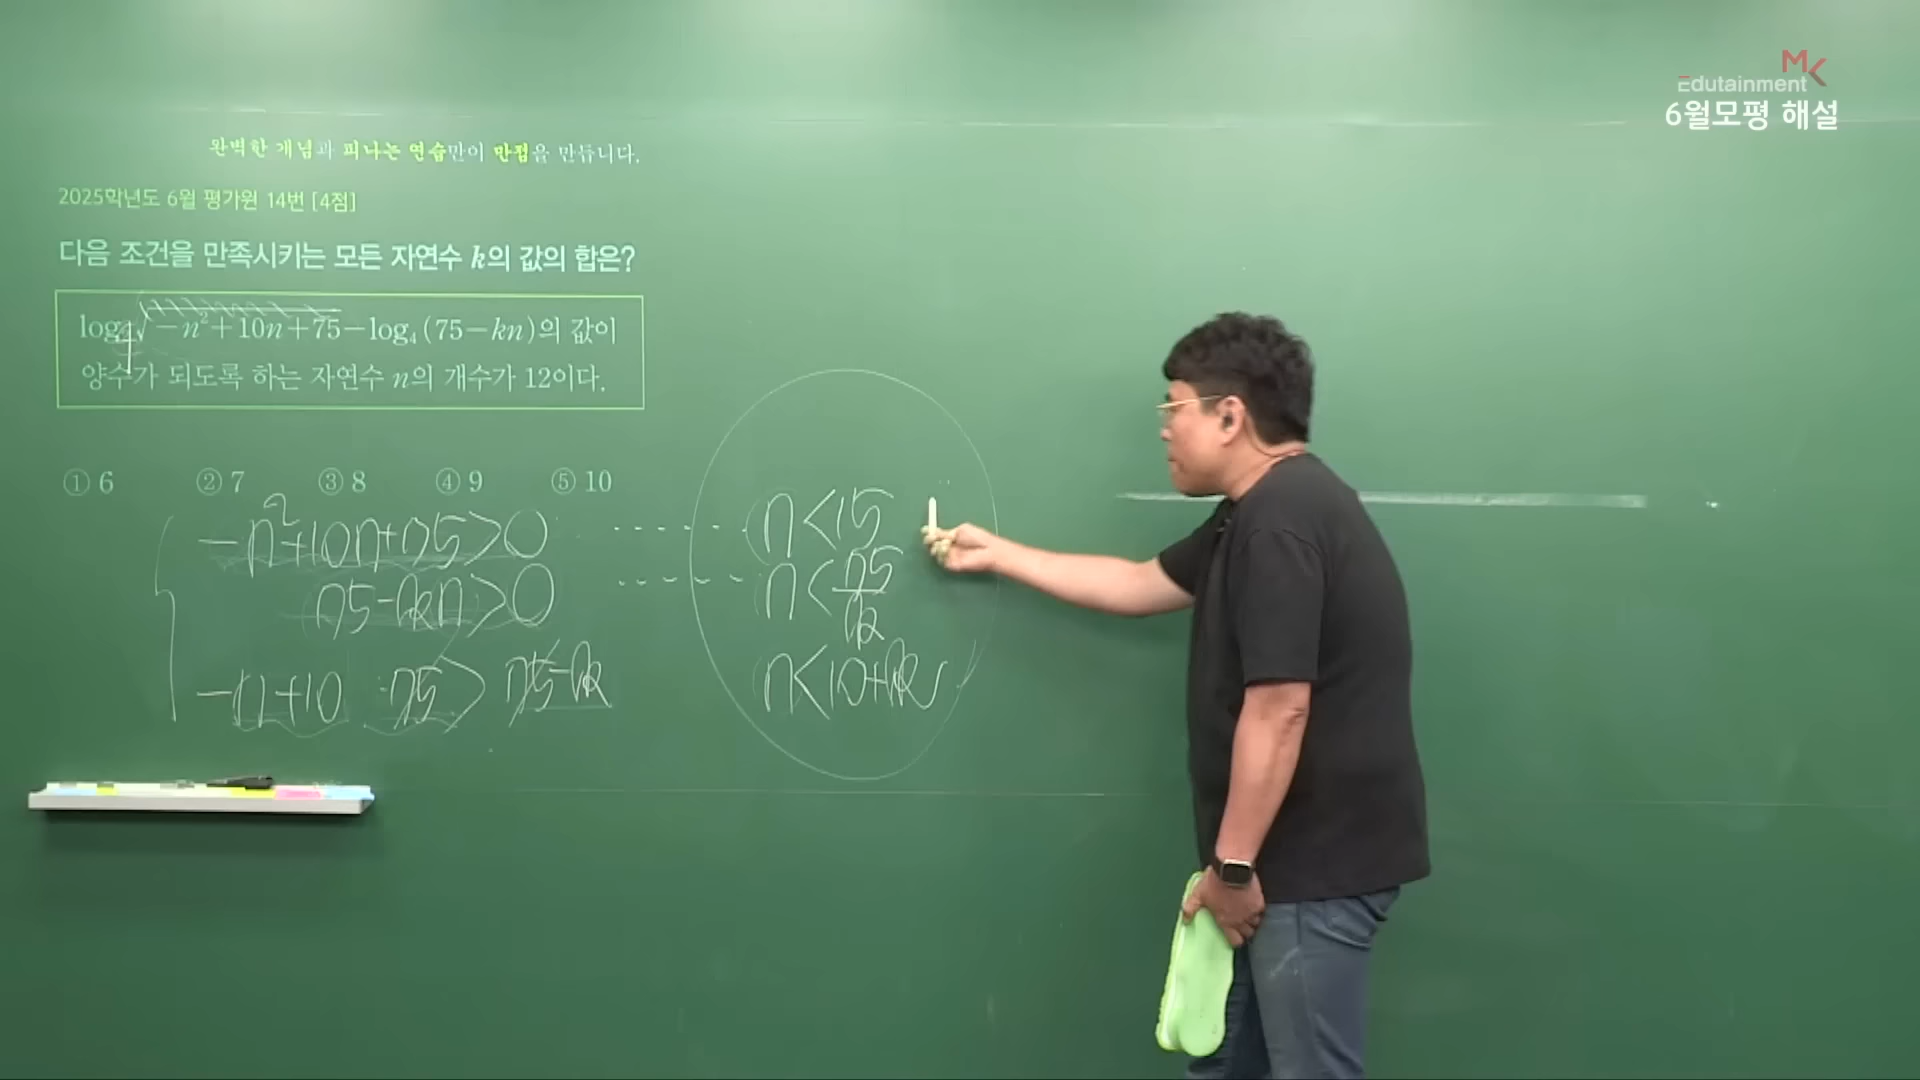 MK
Edutainment
6월모평 해설
완벽한 개념과 피나는 연습만이 만점을 만듭니다.
2025학년도 6월 평가원 14번 [4점]
다음 조건을 만족시키는 모든 자연수 k의 값의 합은?
log₄ √−n²+10n+75 − log₄ (75−kn)의 값이
양수가 되도록 하는 자연수 n의 개수가 12이다.
① 6 ② 7 ③ 8 ④ 9 ⑤ 10
−n²+10n+75>0 ······ n<15
75−kn>0 ······ n<75/k
−n+10 75> 75−k n<10+k